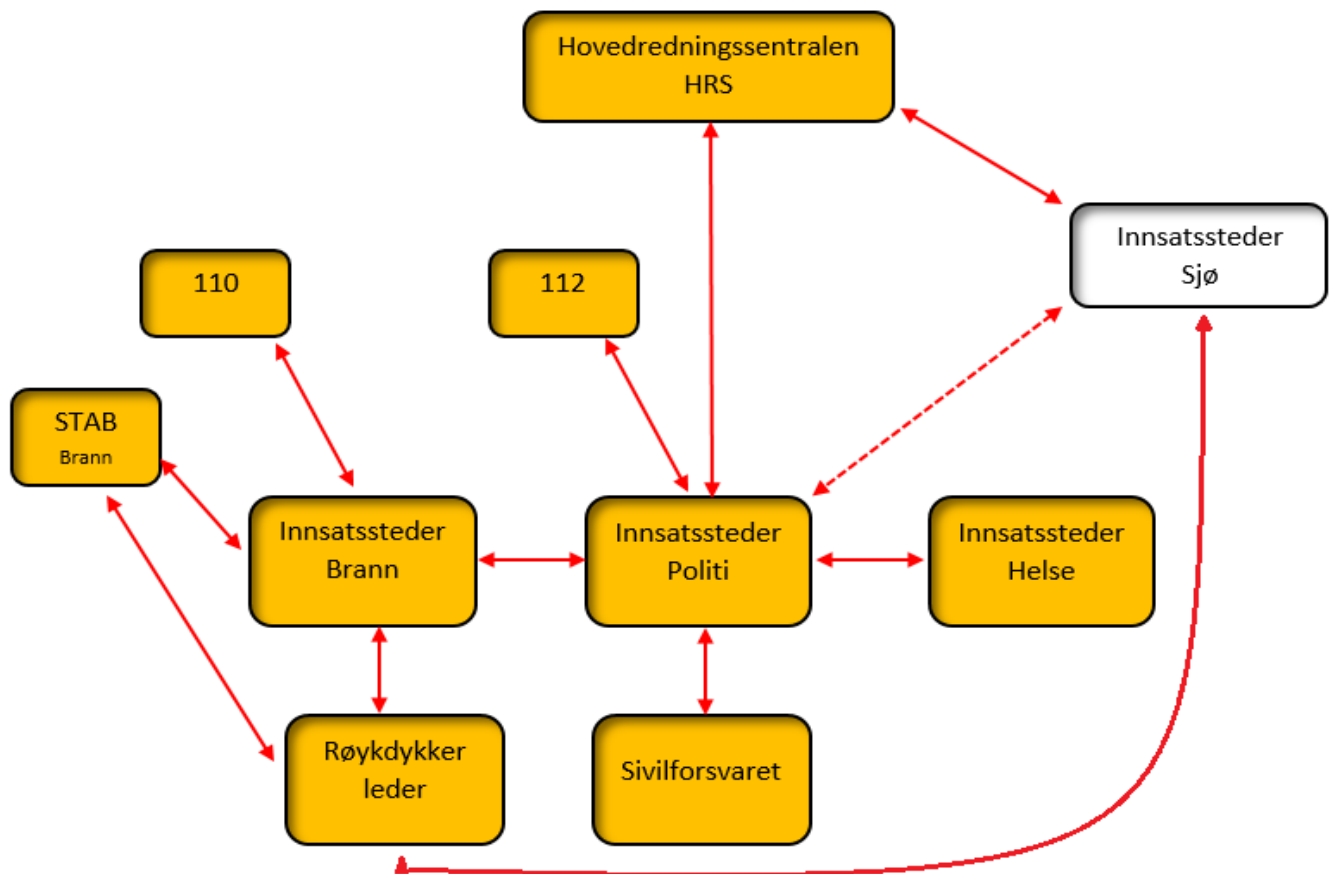 Hovedredningssentralen
HRS
Innsatssteder
Sjø
110
112
STAB
Brann
Innsatssteder
Brann
Innsatssteder
Politi
Innsatssteder
Helse
Røykdykker
leder
Sivilforsvaret